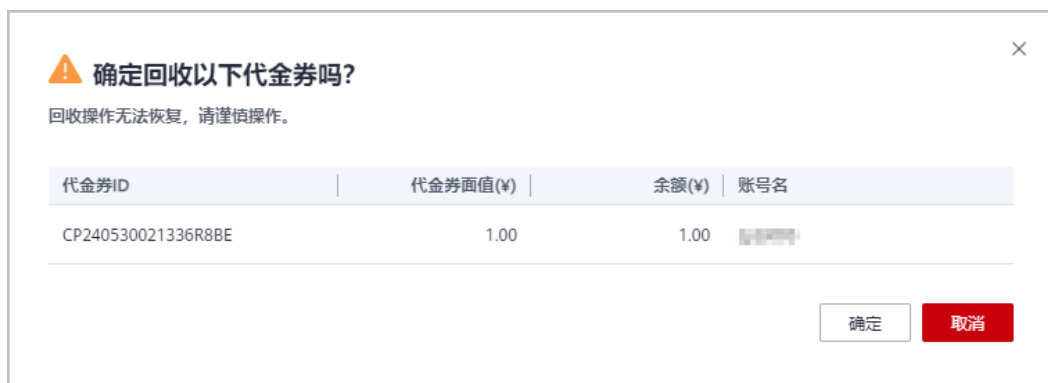 确定回收以下代金券吗?
回收操作无法恢复，请谨慎操作。
代金券ID 代金券面值(¥) 余额(¥) 账号名
CP240530021336R8BE 1.00 1.00
确定 取消